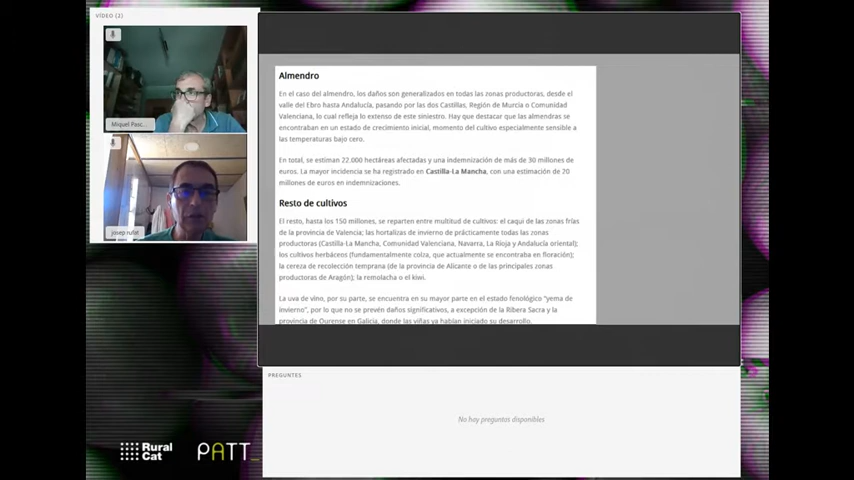 VÍDEO (2)
Miquel Pasc...
josep rufat
Almendro
En el caso del almendro, los daños son generalizados en todas las zonas productoras, desde el
valle del Ebro hasta Andalucía, pasando por las dos Castillas, Región de Murcia o Comunidad
Valenciana, lo cual refleja lo extenso de este siniestro. Hay que destacar que las almendras se
encontraban en un estado de crecimiento inicial, momento del cultivo especialmente sensible a
las temperaturas bajo cero.
En total, se estiman 22.000 hectáreas afectadas y una indemnización de más de 30 millones de
euros. La mayor incidencia se ha registrado en Castilla-La Mancha, con una estimación de 20
millones de euros en indemnizaciones.
Resto de cultivos
El resto, hasta los 150 millones, se reparten entre multitud de cultivos: el caqui de las zonas frías
de la provincia de Valencia; las hortalizas de invierno de prácticamente todas las zonas
productoras (Castilla-La Mancha, Comunidad Valenciana, Navarra, La Rioja y Andalucía oriental);
los cultivos herbáceos (fundamentalmente colza, que actualmente se encontraba en floración);
la cereza de recolección temprana (de la provincia de Alicante o de las principales zonas
productoras de Aragón); la remolacha o el kiwi.
La uva de vino, por su parte, se encuentra en su mayor parte en el estado fenológico "yema de
invierno", por lo que no se prevén daños significativos, a excepción de la Ribera Sacra y la
provincia de Ourense en Galicia, donde las viñas ya habían iniciado su desarrollo.
PREGUNTES
No hay preguntas disponibles
Rural
Cat
PATT_